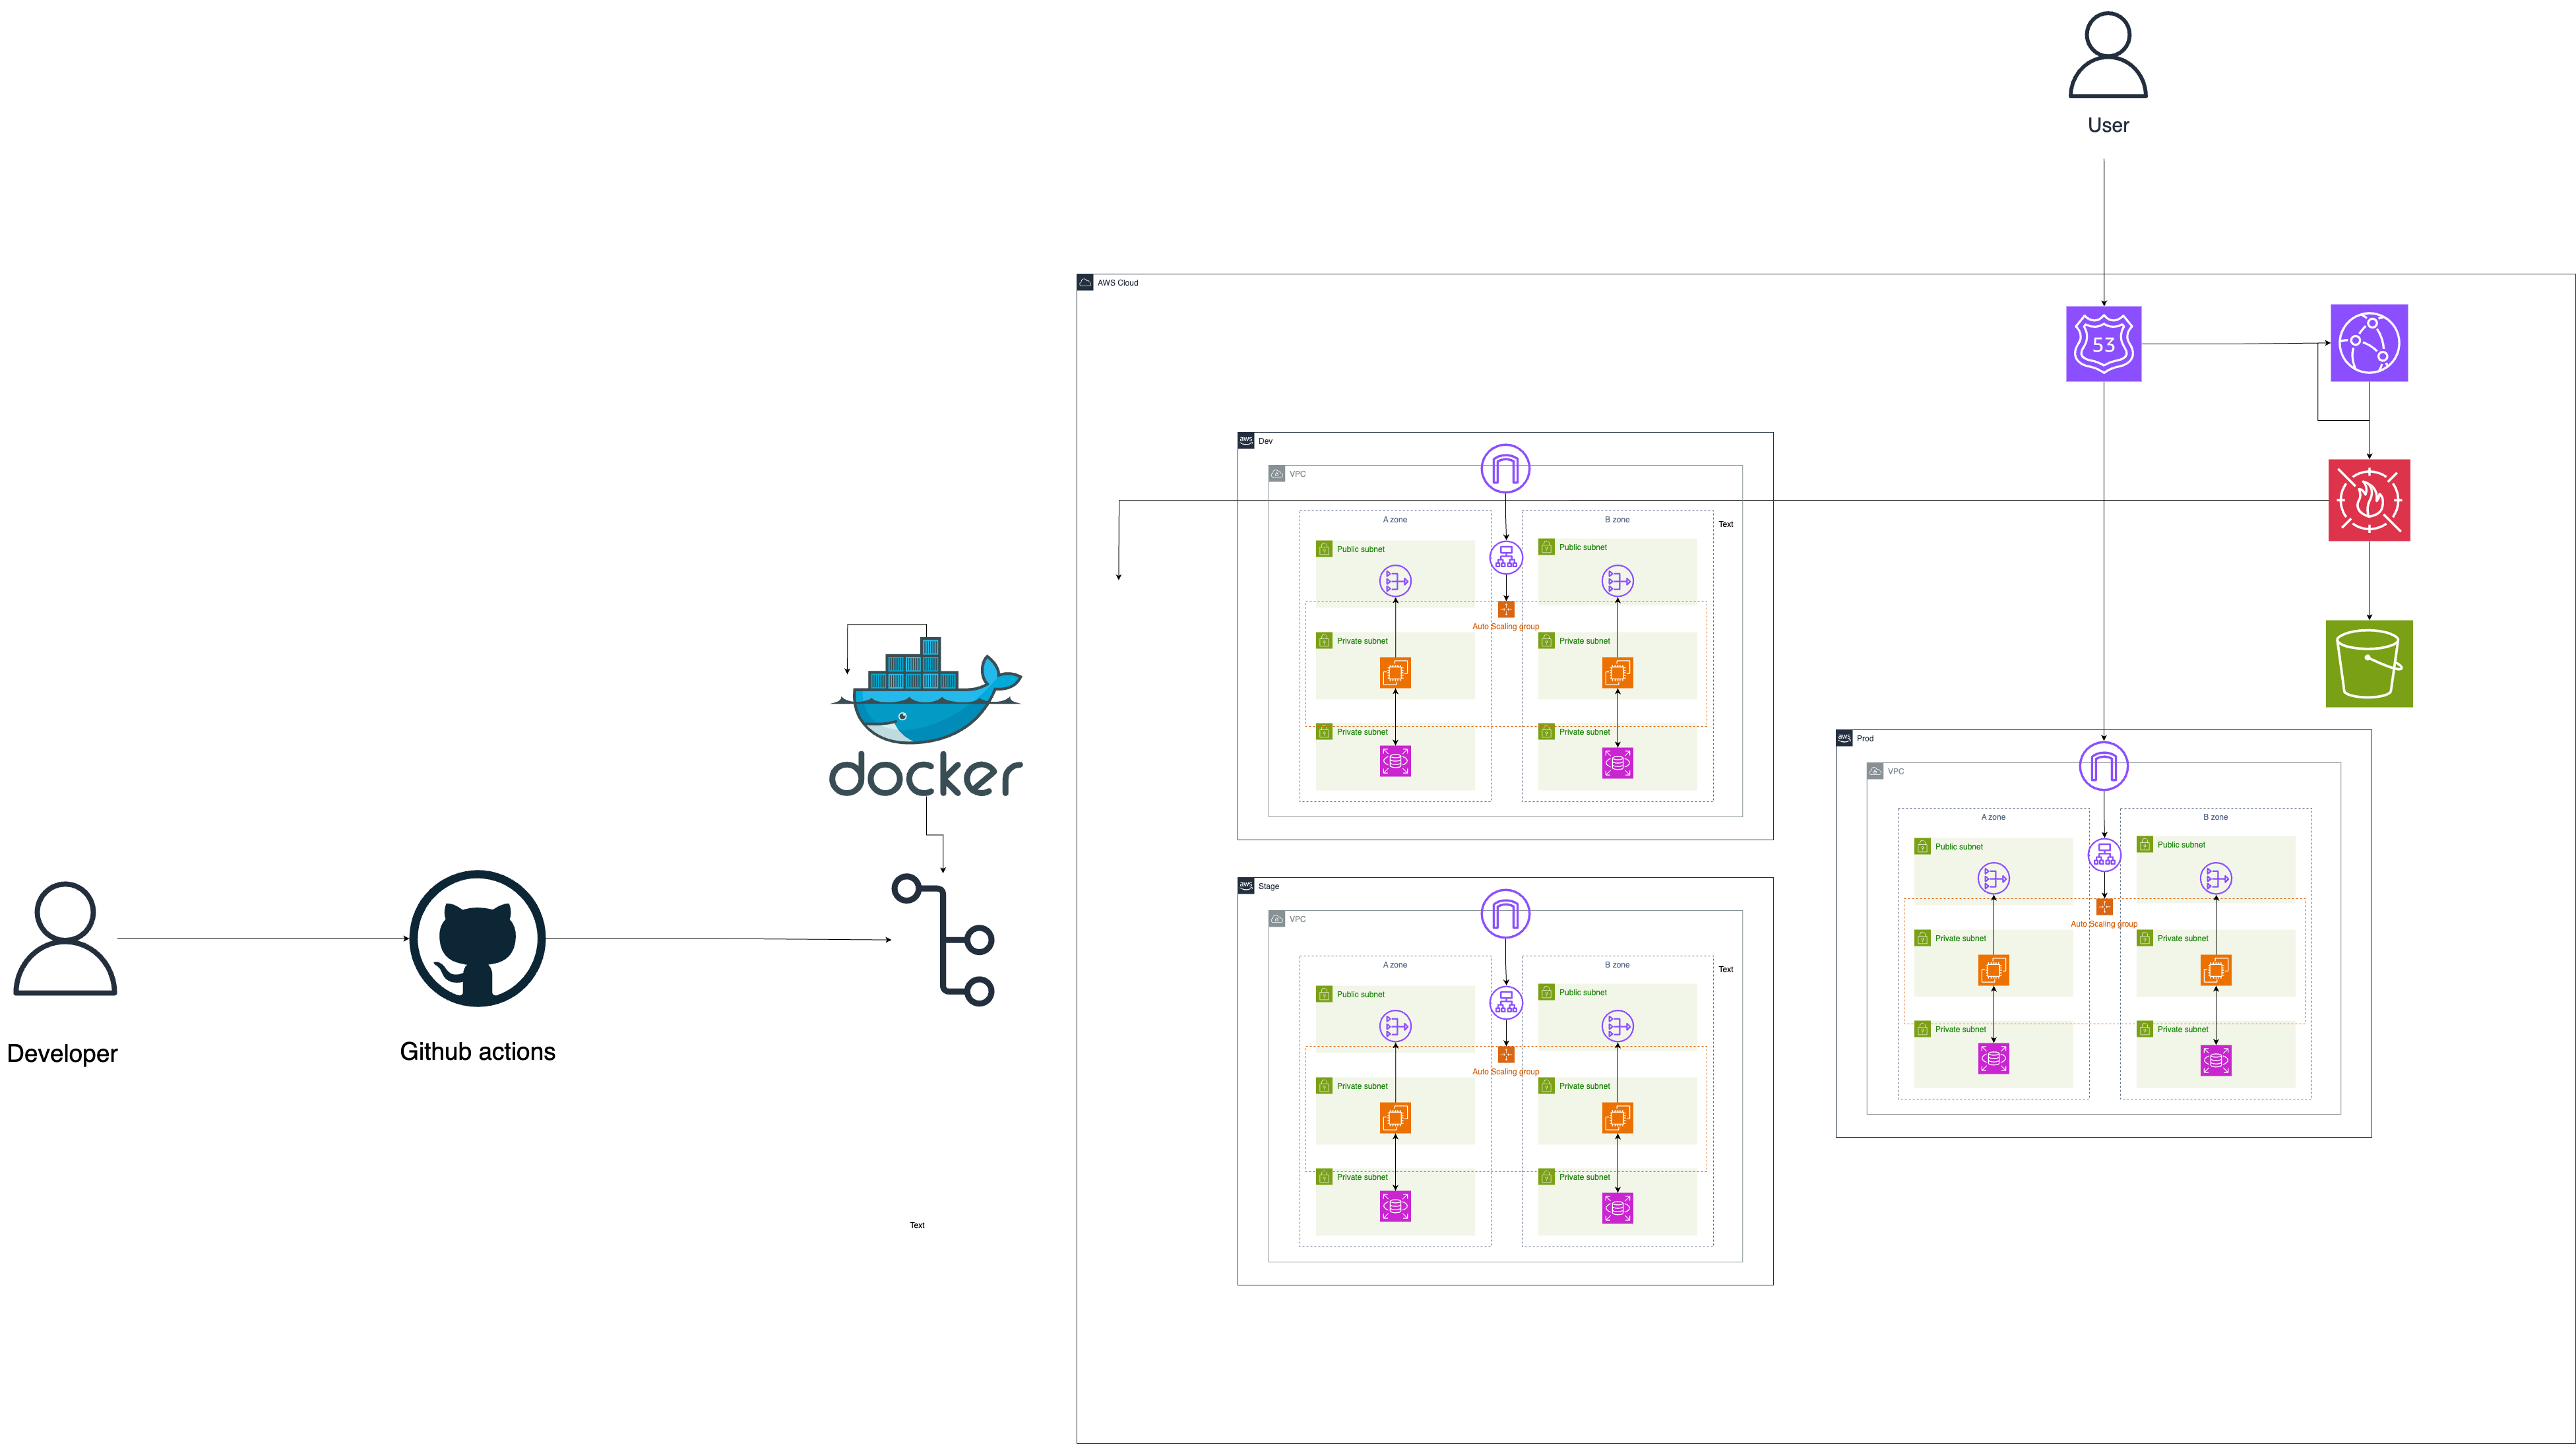 User
AWS Cloud
53
aws
Dev
VPC
A zone
B zone
Text
Public subnet
Public subnet
Auto Scaling group
Private subnet
Private subnet
Private subnet
Private subnet
docker
aws
Prod
VPC
A zone
B zone
Public subnet
Public subnet
Auto Scaling group
Private subnet
Private subnet
Private subnet
Private subnet
aws
Stage
VPC
A zone
B zone
Text
Public subnet
Public subnet
Auto Scaling group
Private subnet
Private subnet
Private subnet
Private subnet
Developer
Github actions
Text